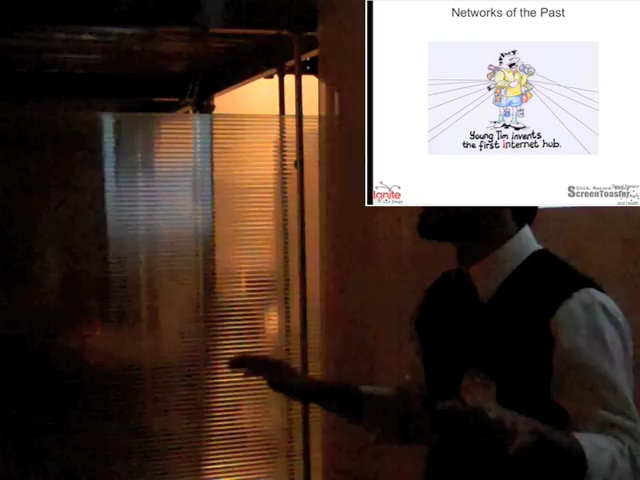 Networks of the Past
Young Tim invents
the first internet hub.
Ignite
ScreenToaster